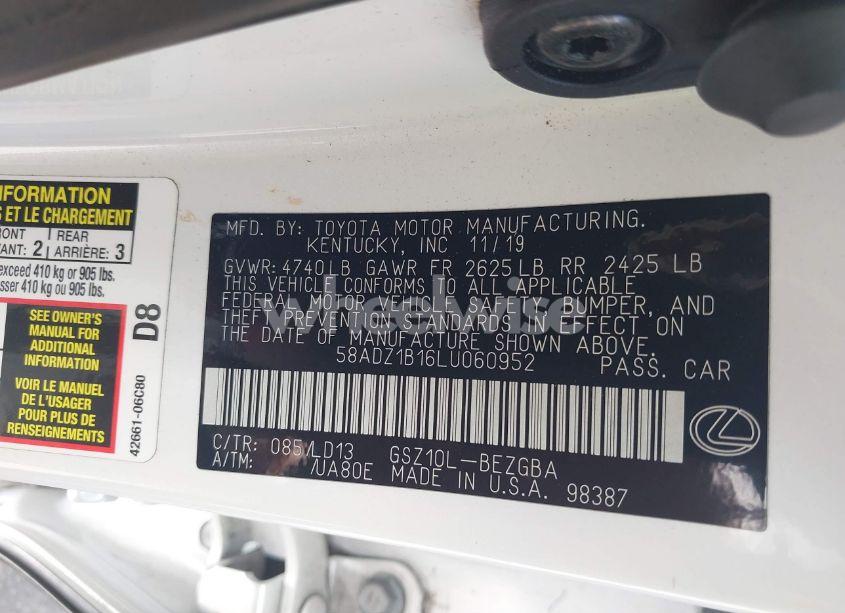 INFORMATION
S ET LE CHARGEMENT
FRONT
VANT: 2
REAR
ARRIÈRE: 3
exceed 410 kg or 905 lbs.
sser 410 kg ou 905 lbs.
SEE OWNER'S
MANUAL FOR
ADDITIONAL
INFORMATION
VOIR LE MANUEL
DE L'USAGER
POUR PLUS DE
RENSEIGNEMENTS
D8
42661-06C80
MFD. BY: TOYOTA MOTOR MANUFACTURING.
KENTUCKY, INC 11/19
GVWR: 4740LB GAWR FR 2625LB RR 2425 LB
THIS VEHICLE CONFORMS TO ALL APPLICABLE
FEDERAL MOTOR VEHICLE SAFETY, BUMPER, AND
THEFT PREVENTION STANDARDS IN EFFECT ON
THE DATE OF MANUFACTURE SHOWN ABOVE.
58ADZ1B16LU060952 PASS. CAR
C/TR: 085/LD13 GSZ10L-BEZGBA
A/TM: /UA80E MADE IN U.S.A. 98387
wheelwise